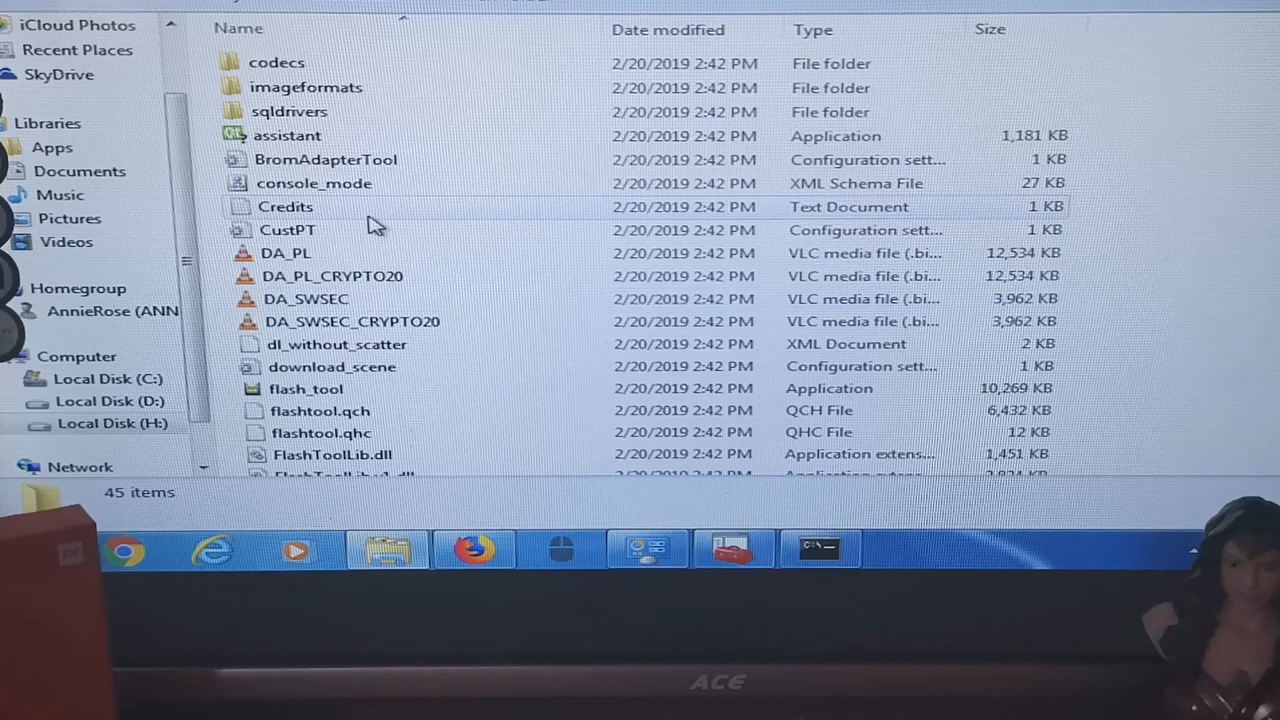 iCloud Photos
Recent Places
SkyDrive
Libraries
Apps
Documents
Music
Pictures
Videos
Homegroup
AnnieRose (ANN
Computer
Local Disk (C:)
Local Disk (D:)
Local Disk (H:)
Network
Name Date modified Type Size
codecs 2/20/2019 2:42 PM File folder
imageformats 2/20/2019 2:42 PM File folder
sqldrivers 2/20/2019 2:42 PM File folder
assistant 2/20/2019 2:42 PM Application 1,181 KB
BromAdapterTool 2/20/2019 2:42 PM Configuration sett... 1 KB
console_mode 2/20/2019 2:42 PM XML Schema File 27 KB
Credits 2/20/2019 2:42 PM Text Document 1 KB
CustPT 2/20/2019 2:42 PM Configuration sett... 1 KB
DA_PL 2/20/2019 2:42 PM VLC media file (.bi... 12,534 KB
DA_PL_CRYPTO20 2/20/2019 2:42 PM VLC media file (.bi... 12,534 KB
DA_SWSEC 2/20/2019 2:42 PM VLC media file (.bi... 3,962 KB
DA_SWSEC_CRYPTO20 2/20/2019 2:42 PM VLC media file (.bi... 3,962 KB
dl_without_scatter 2/20/2019 2:42 PM XML Document 2 KB
download_scene 2/20/2019 2:42 PM Configuration sett... 1 KB
flash_tool 2/20/2019 2:42 PM Application 10,269 KB
flashtool.qch 2/20/2019 2:42 PM QCH File 6,432 KB
flashtool.qhc 2/20/2019 2:42 PM QHC File 12 KB
FlashToolLib.dll 2/20/2019 2:42 PM Application extens... 1,451 KB
45 items
Qt
C:\_
mi
ACE